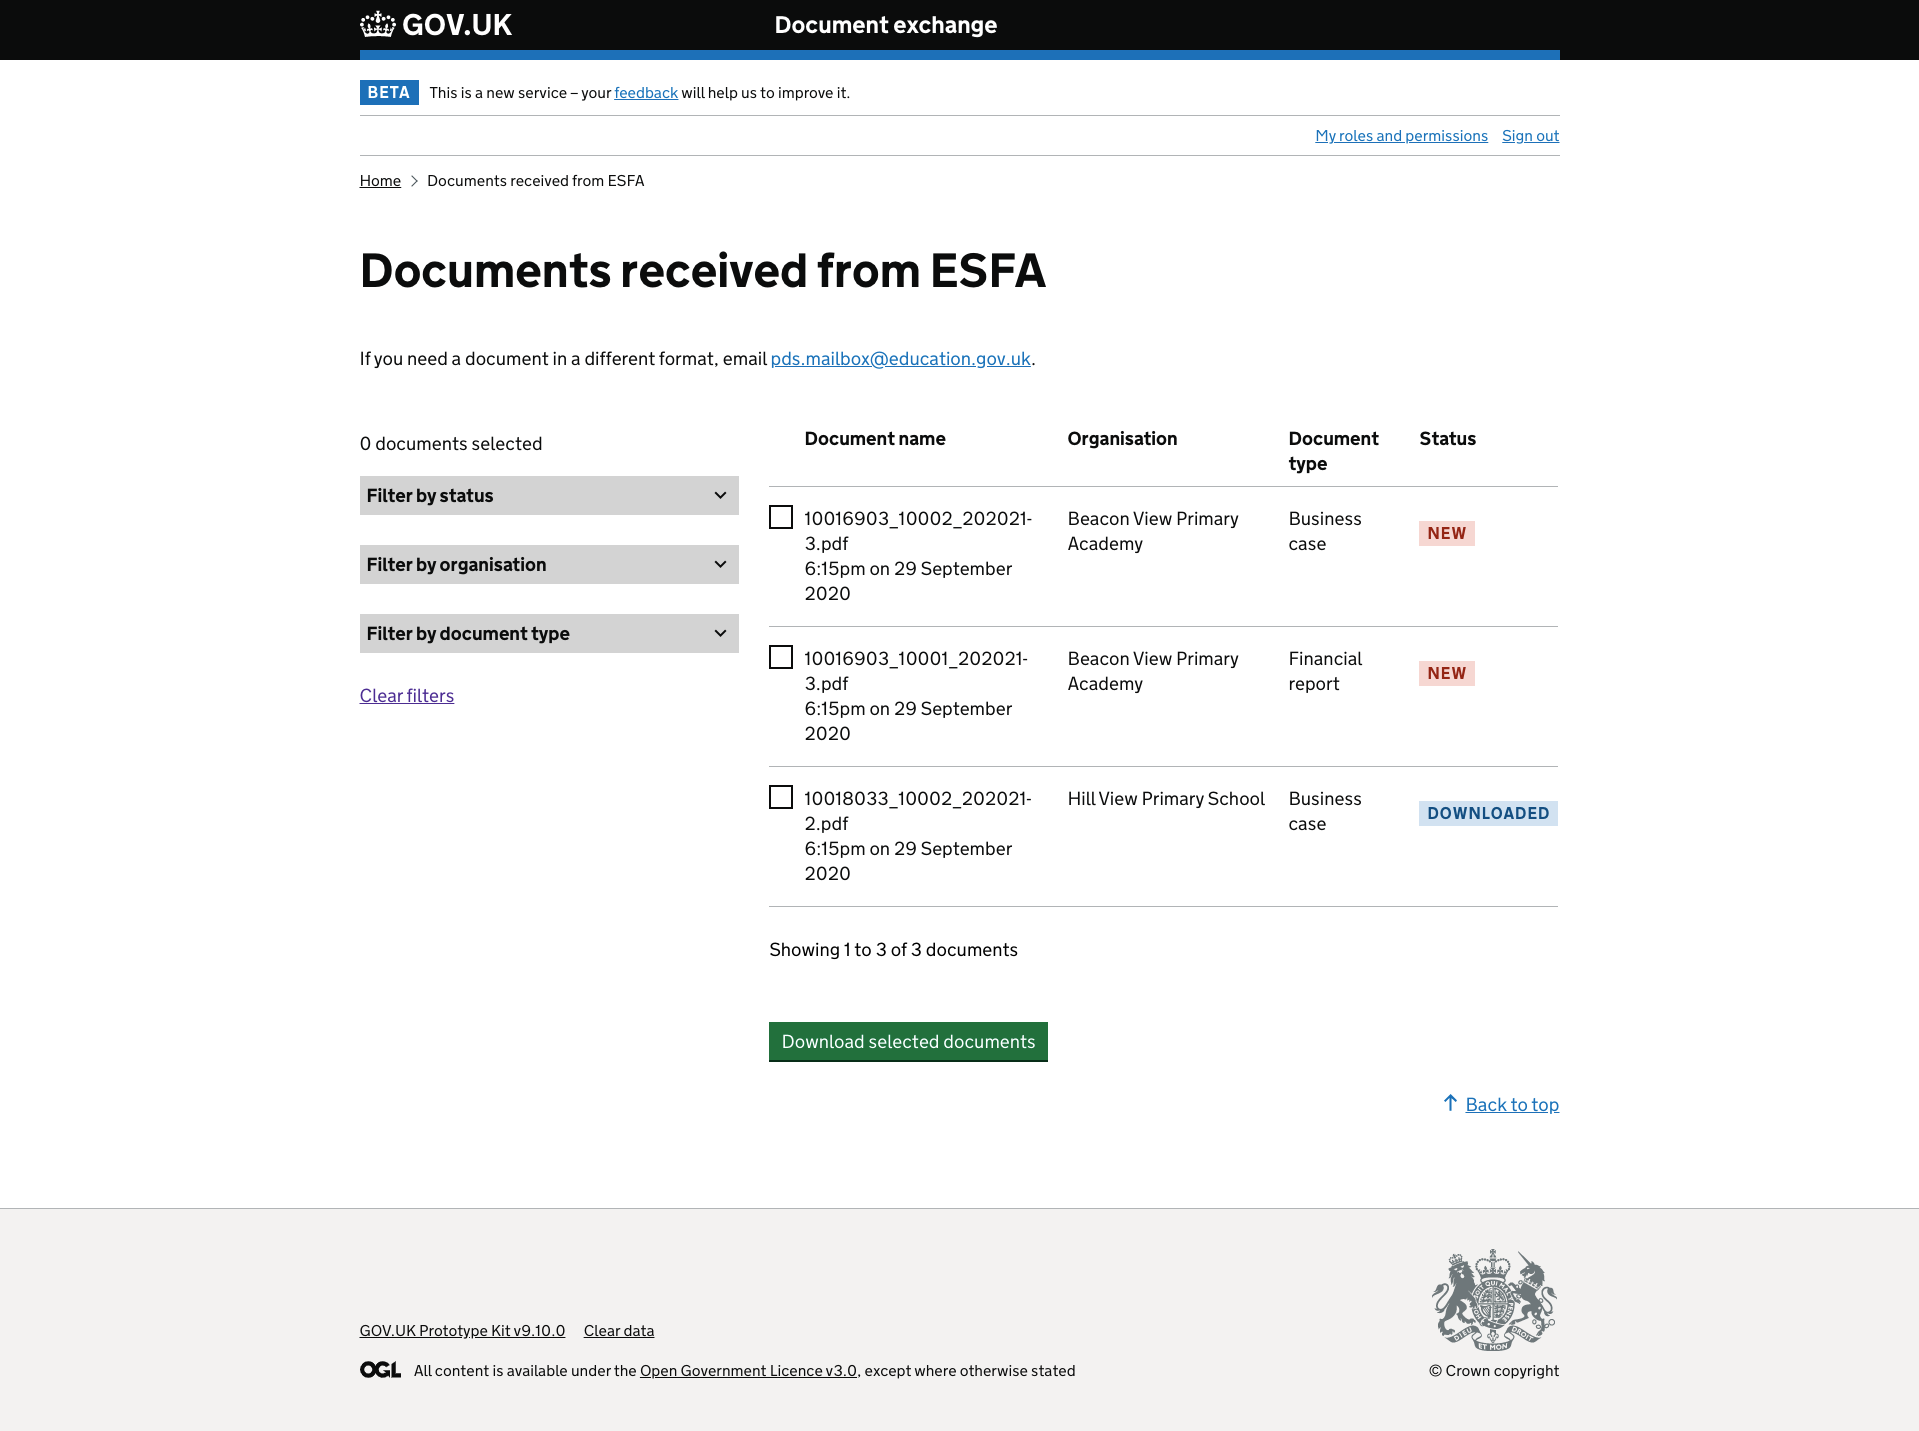 GOV.UK
Document exchange
BETA This is a new service – your feedback will help us to improve it.
My roles and permissions Sign out
Home Documents received from ESFA
Documents received from ESFA
If you need a document in a different format, email pds.mailbox@education.gov.uk.
0 documents selected
Filter by status
Filter by organisation
Filter by document type
Clear filters
Document name Organisation Document Status
type
10016903_10002_202021- Beacon View Primary Business NEW
3.pdf Academy case
6:15pm on 29 September
2020
10016903_10001_202021- Beacon View Primary Financial NEW
3.pdf Academy report
6:15pm on 29 September
2020
10018033_10002_202021- Hill View Primary School Business DOWNLOADED
2.pdf case
6:15pm on 29 September
2020
Showing 1 to 3 of 3 documents
Download selected documents
Back to top
GOV.UK Prototype Kit v9.10.0 Clear data
OGL All content is available under the Open Government Licence v3.0, except where otherwise stated
DIEU ET MON DROIT
© Crown copyright